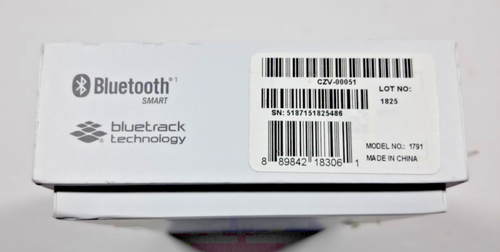 Bluetooth®1
SMART
bluetrack
technology
CZV-00051
SN: 5187151825486
8 89842 18306 1
LOT NO:
1825
MODEL NO.: 1791
MADE IN CHINA